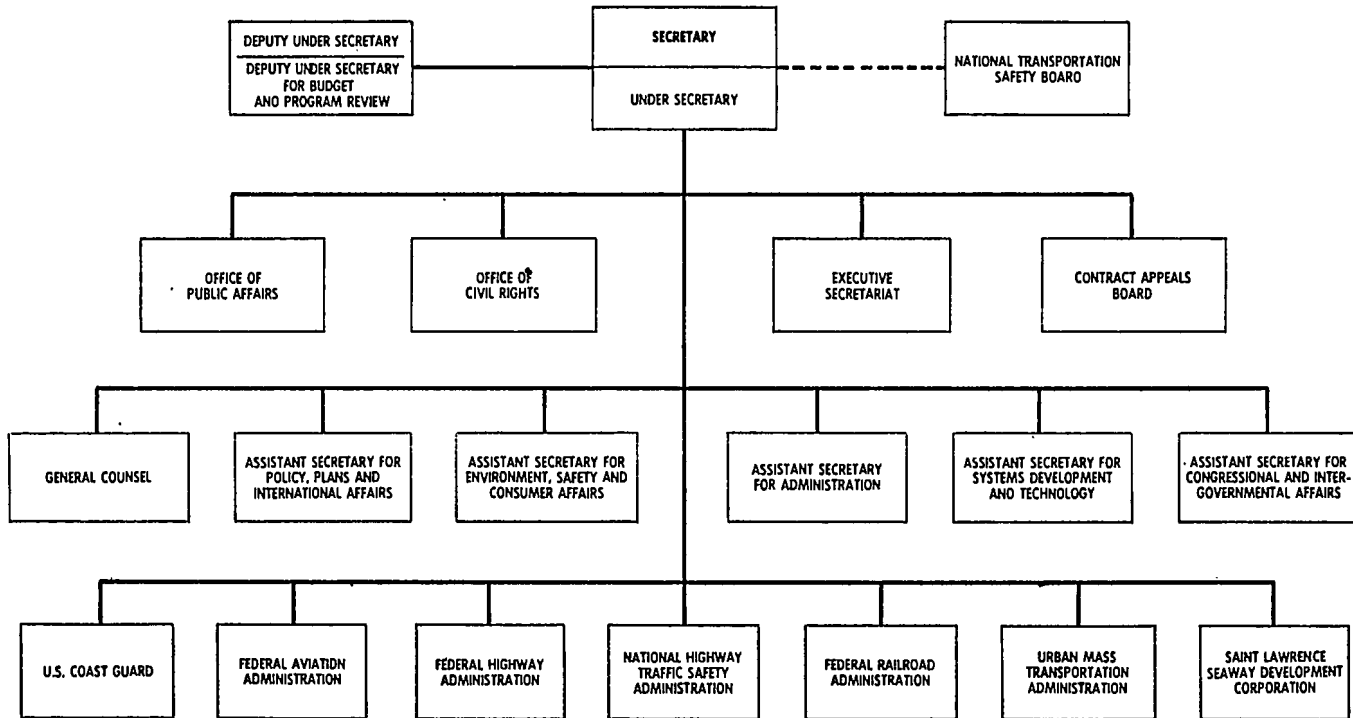 DEPUTY UNDER SECRETARY
DEPUTY UNDER SECRETARY
FOR BUDGET
AND PROGRAM REVIEW
SECRETARY
UNDER SECRETARY
NATIONAL TRANSPORTATION
SAFETY BOARD
OFFICE OF
PUBLIC AFFAIRS
OFFICE OF
CIVIL RIGHTS
EXECUTIVE
SECRETARIAT
CONTRACT APPEALS
BOARD
GENERAL COUNSEL
ASSISTANT SECRETARY FOR
POLICY, PLANS AND
INTERNATIONAL AFFAIRS
ASSISTANT SECRETARY FOR
ENVIRONMENT, SAFETY AND
CONSUMER AFFAIRS
ASSISTANT SECRETARY
FOR ADMINISTRATION
ASSISTANT SECRETARY FOR
SYSTEMS DEVELOPMENT
AND TECHNOLOGY
ASSISTANT SECRETARY FOR
CONGRESSIONAL AND INTER-
GOVERNMENTAL AFFAIRS
U.S. COAST GUARD
FEDERAL AVIATION
ADMINISTRATION
FEDERAL HIGHWAY
ADMINISTRATION
NATIONAL HIGHWAY
TRAFFIC SAFETY
ADMINISTRATION
FEDERAL RAILROAD
ADMINISTRATION
URBAN MASS
TRANSPORTATION
ADMINISTRATION
SAINT LAWRENCE
SEAWAY DEVELOPMENT
CORPORATION